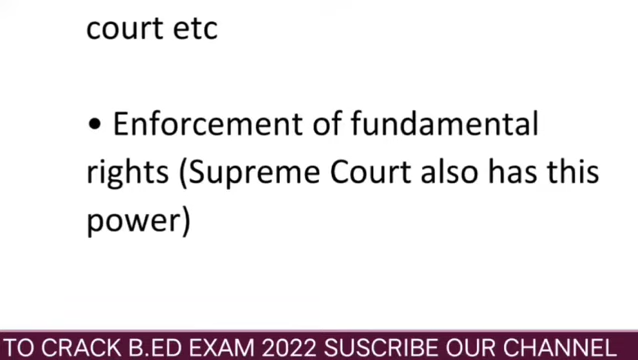 court etc
• Enforcement of fundamental
rights (Supreme Court also has this
power)
TO CRACK B.ED EXAM 2022 SUSCRIBE OUR CHANNEL